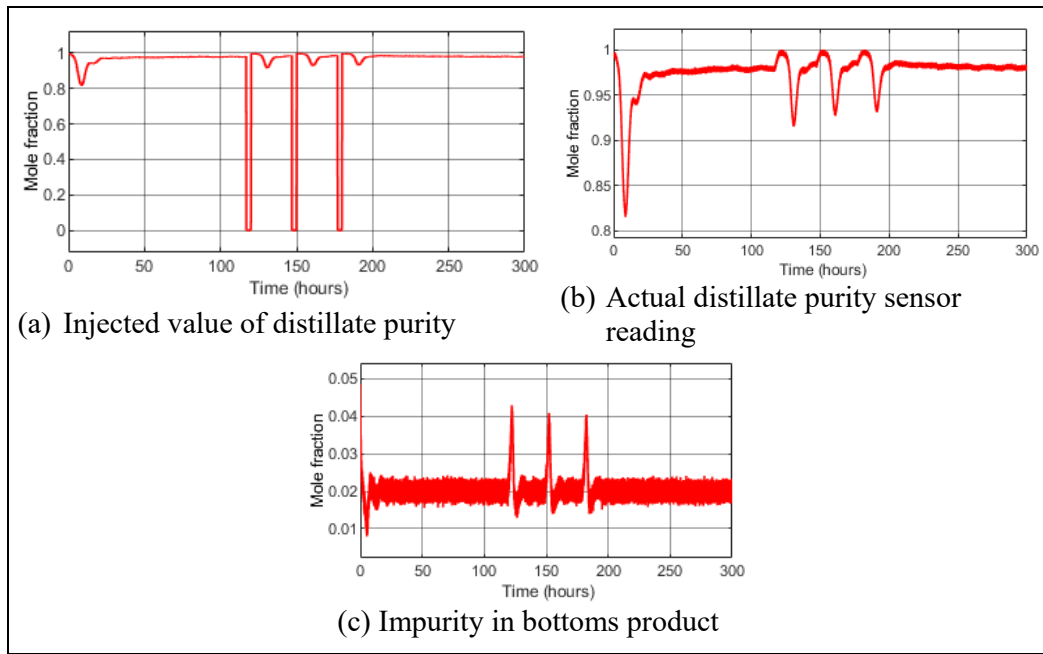 1
0.8
0.6
0.4
0.2
0
Mole fraction
0 50 100 150 200 250 300
Time (hours)
(a) Injected value of distillate purity
1
0.95
0.9
0.85
0.8
Mole fraction
0 50 100 150 200 250 300
Time (hours)
(b) Actual distillate purity sensor
reading
0.05
0.04
0.03
0.02
0.01
Mole fraction
0 50 100 150 200 250 300
Time (hours)
(c) Impurity in bottoms product